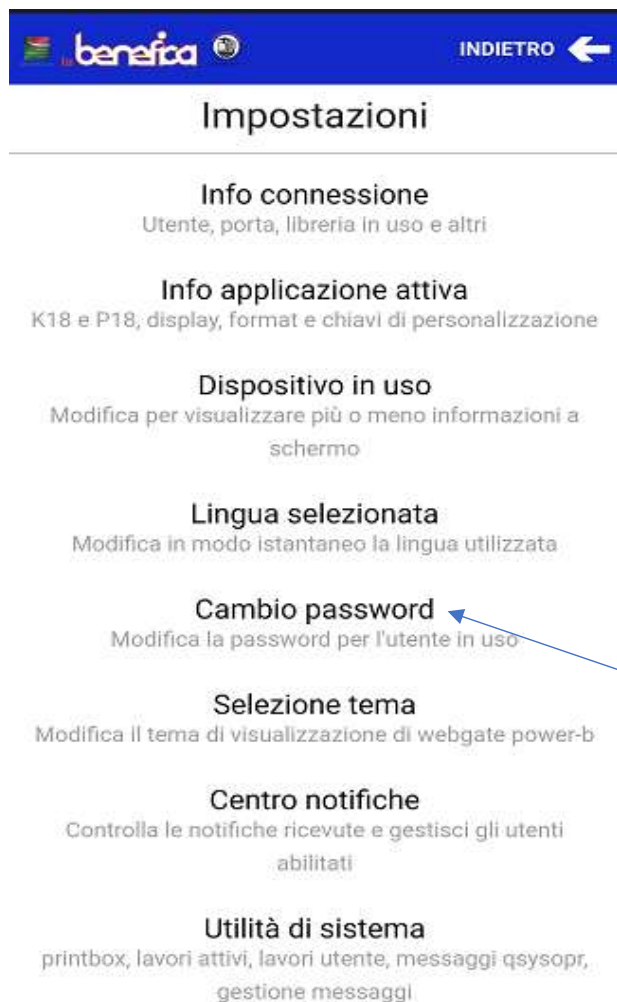 la benefica INDIETRO
Impostazioni
Info connessione
Utente, porta, libreria in uso e altri
Info applicazione attiva
K18 e P18, display, format e chiavi di personalizzazione
Dispositivo in uso
Modifica per visualizzare più o meno informazioni a
schermo
Lingua selezionata
Modifica in modo istantaneo la lingua utilizzata
Cambio password
Modifica la password per l'utente in uso
Selezione tema
Modifica il tema di visualizzazione di webgate power-b
Centro notifiche
Controlla le notifiche ricevute e gestisci gli utenti
abilitati
Utilità di sistema
printbox, lavori attivi, lavori utente, messaggi qsysopr,
gestione messaggi